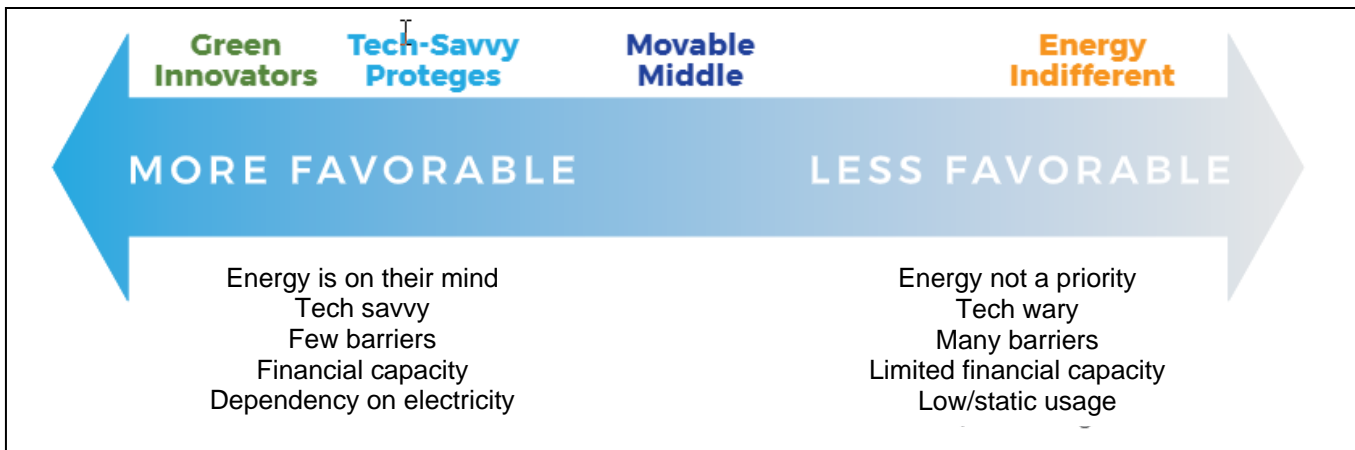 Green Innovators
Tech-Savvy Proteges
Movable Middle
Energy Indifferent
MORE FAVORABLE
LESS FAVORABLE
Energy is on their mind
Tech savvy
Few barriers
Financial capacity
Dependency on electricity
Energy not a priority
Tech wary
Many barriers
Limited financial capacity
Low/static usage